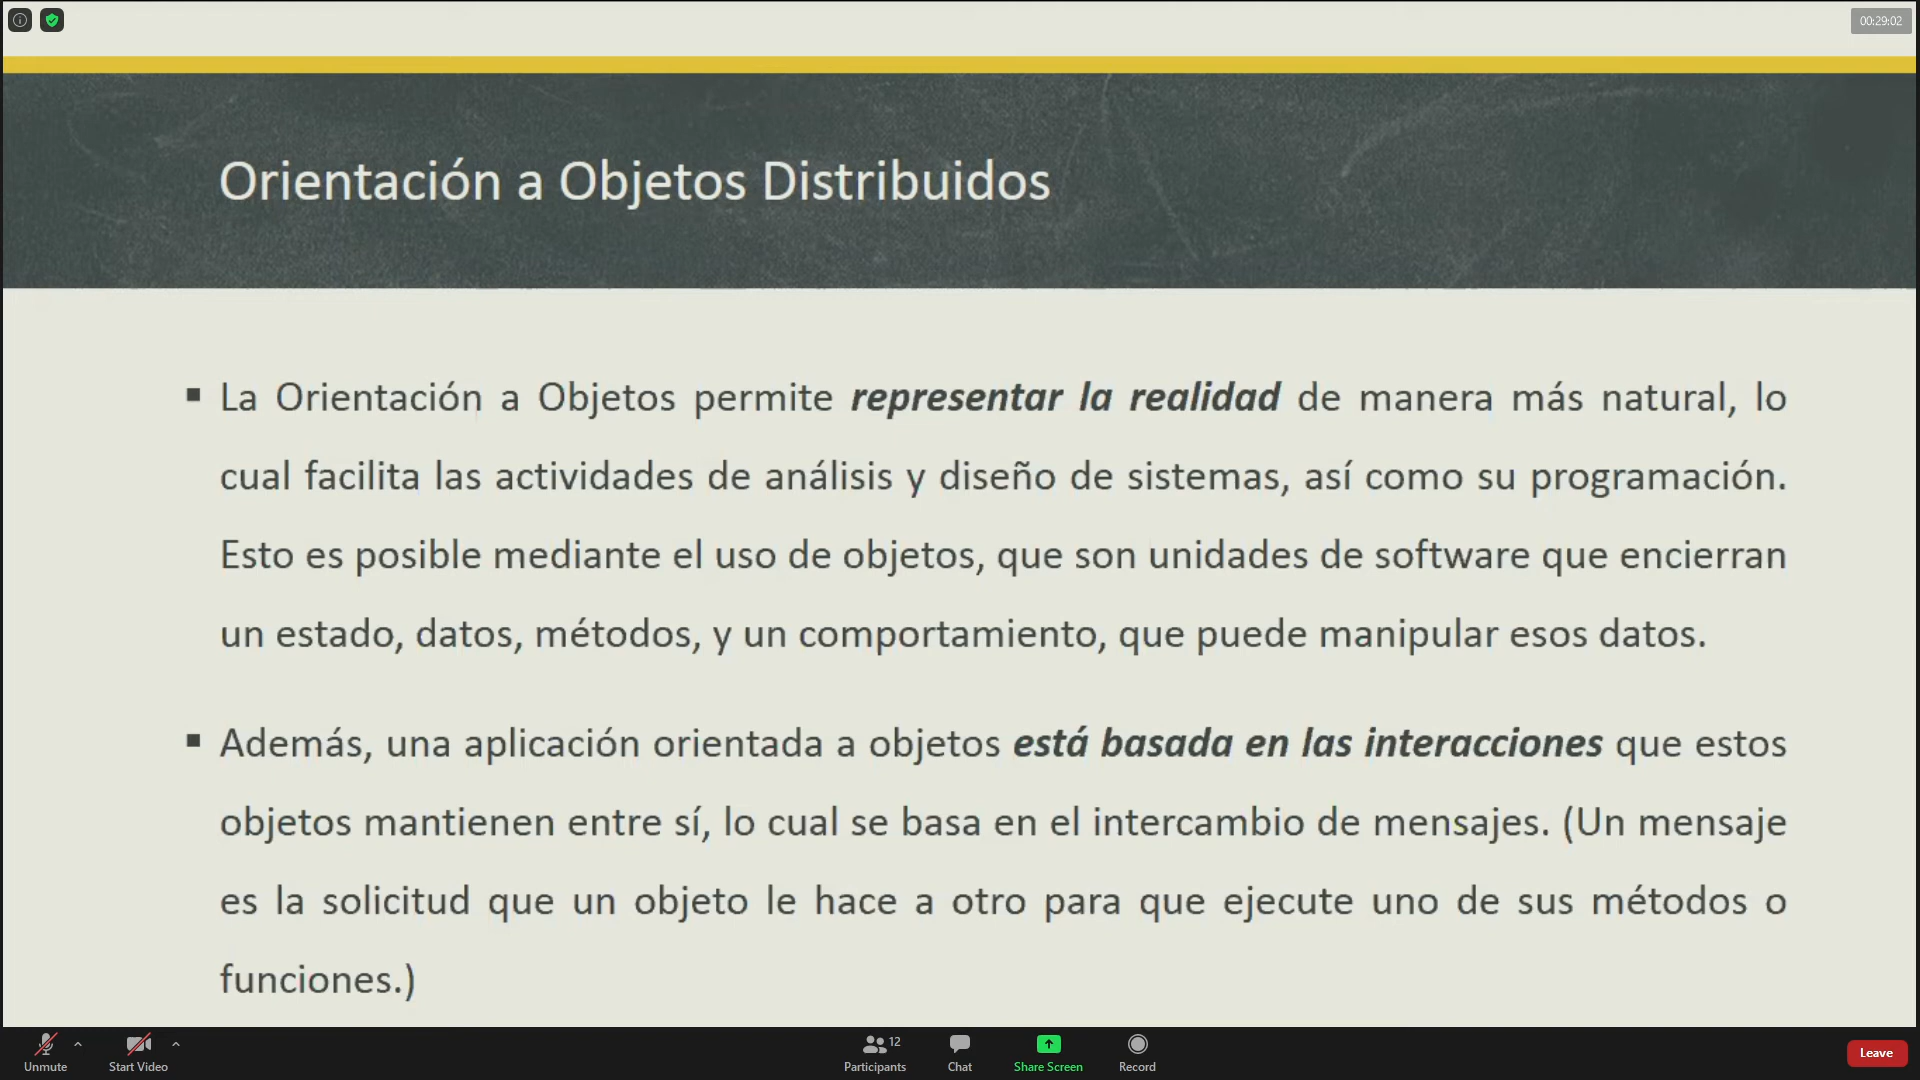 00:29:02
Orientación a Objetos Distribuidos
▪ La Orientación a Objetos permite representar la realidad de manera más natural, lo
cual facilita las actividades de análisis y diseño de sistemas, así como su programación.
Esto es posible mediante el uso de objetos, que son unidades de software que encierran
un estado, datos, métodos, y un comportamiento, que puede manipular esos datos.
▪ Además, una aplicación orientada a objetos está basada en las interacciones que estos
objetos mantienen entre sí, lo cual se basa en el intercambio de mensajes. (Un mensaje
es la solicitud que un objeto le hace a otro para que ejecute uno de sus métodos o
funciones.)
Unmute
Start Video
12
Participants
Chat
Share Screen
Record
Leave